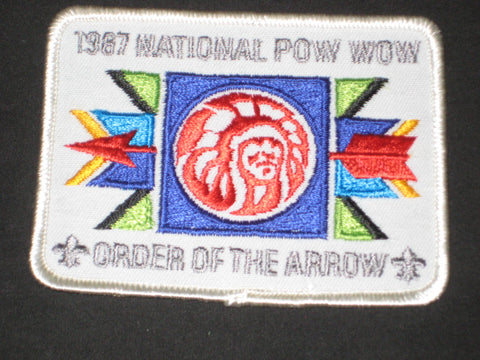 1987 NATIONAL POW WOW
ORDER OF THE ARROW